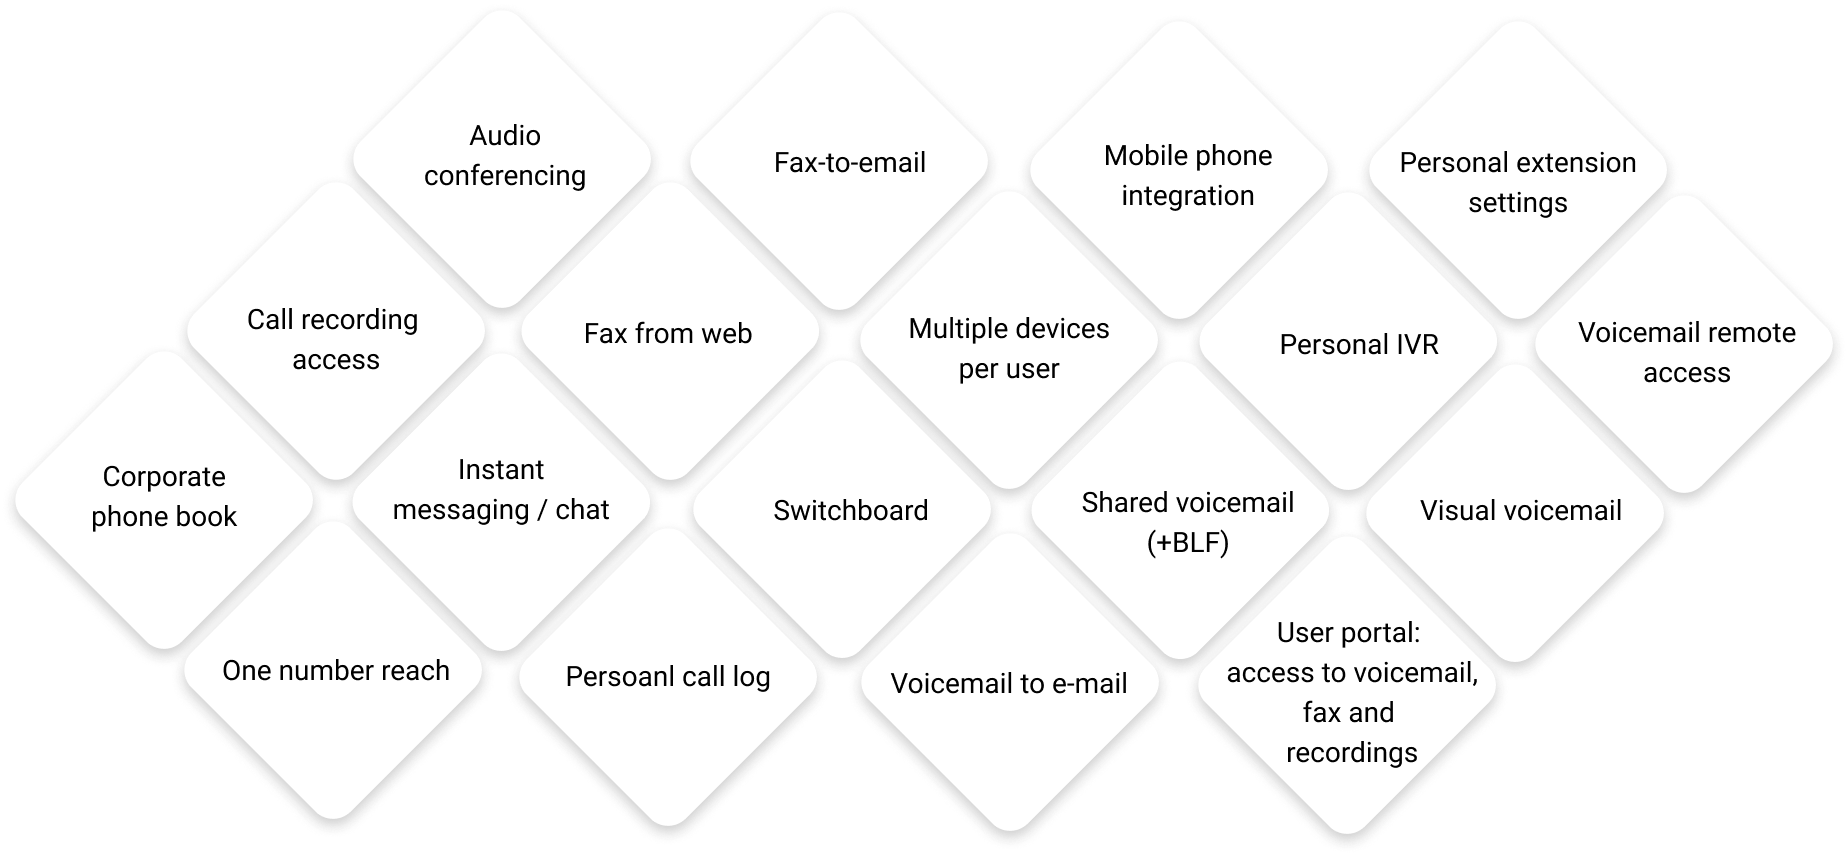 Audio
conferencing
Fax-to-email
Mobile phone
integration
Personal extension
settings
Call recording
access
Fax from web
Multiple devices
per user
Personal IVR
Voicemail remote
access
Corporate
phone book
Instant
messaging / chat
Switchboard
Shared voicemail
(+BLF)
Visual voicemail
One number reach
Persoanl call log
Voicemail to e-mail
User portal:
access to voicemail,
fax and
recordings